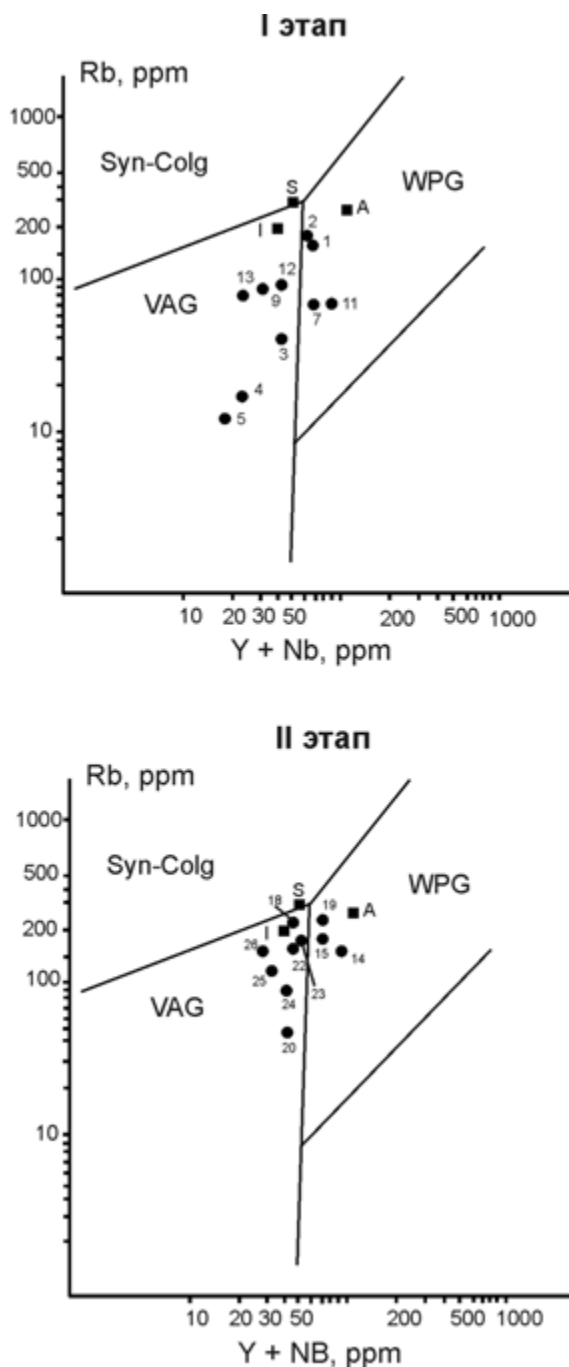 I этап
Rb, ppm
1000
500
Syn-Colg
S
WPG
A
200
I
2
1
100
13
12
9
VAG
7
11
3
4
5
10
10 20 30 50 200 500 1000
Y + Nb, ppm
II этап
Rb, ppm
1000
500
Syn-Colg
S
WPG
18
19
A
200
I
26
22
15
14
100
25
23
VAG
24
20
10
10 20 30 50 200 500 1000
Y + NB, ppm